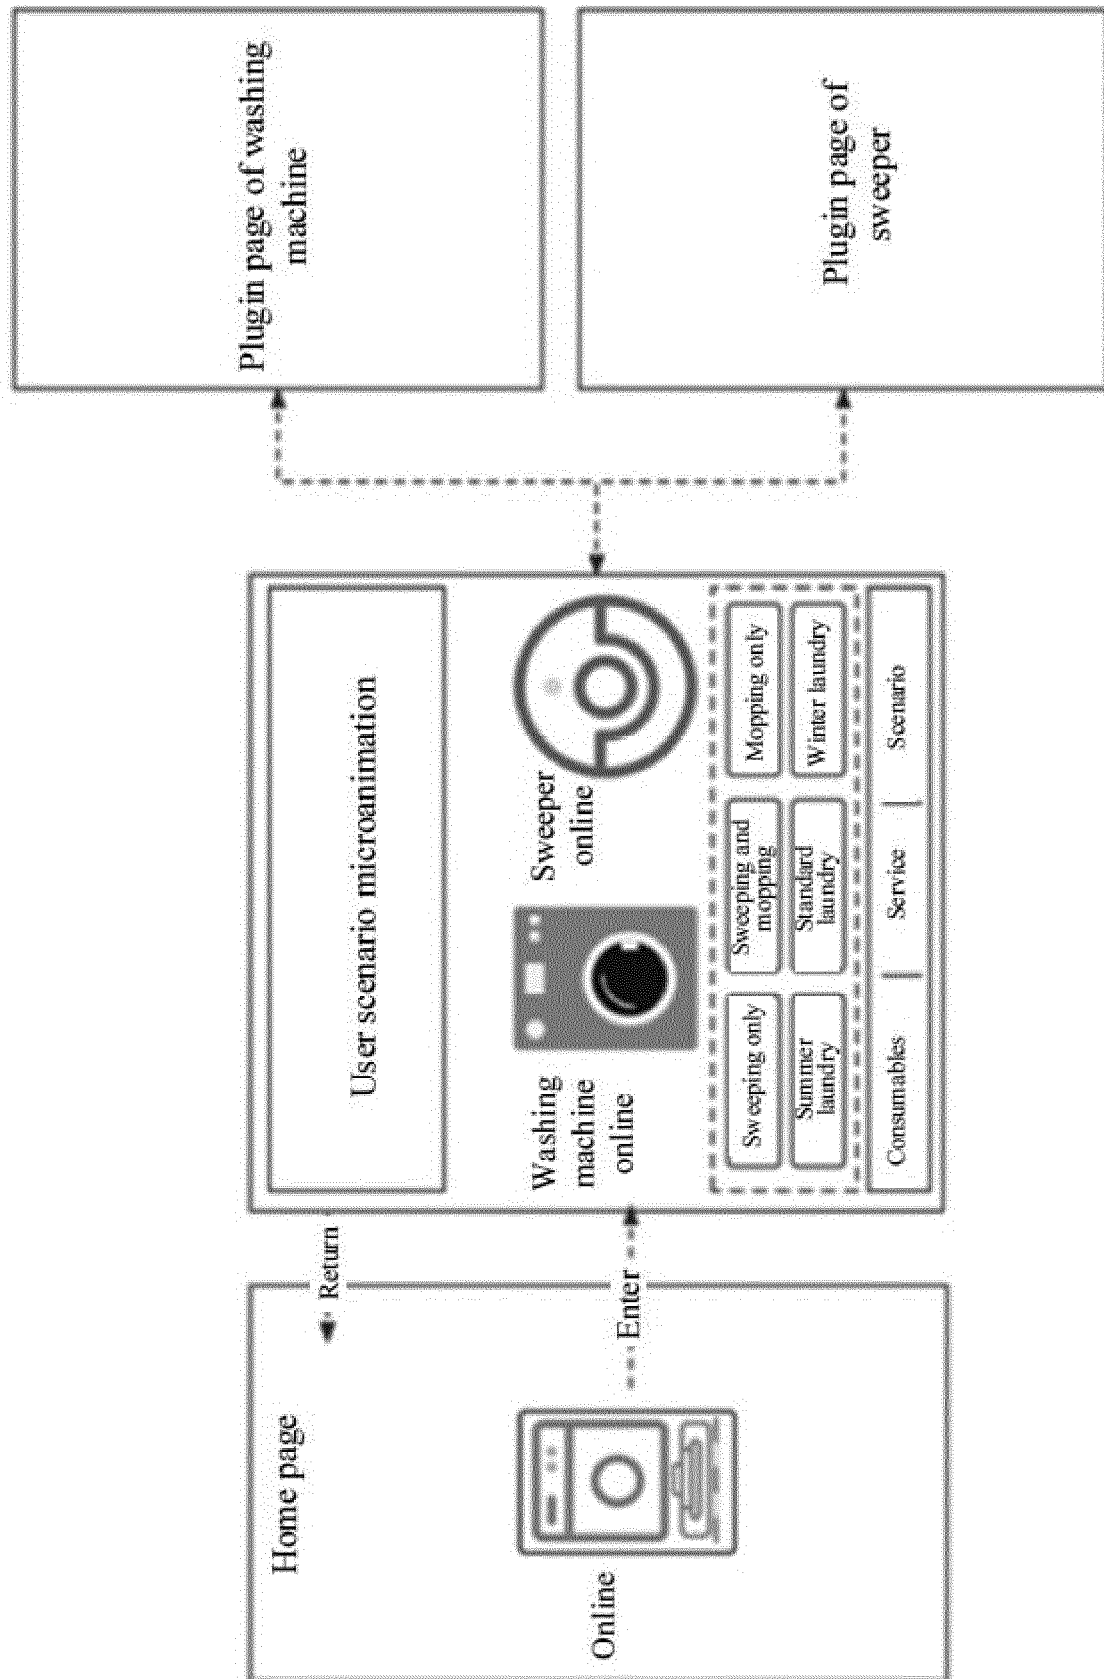 Home page
Online
Return
Enter
User scenario microanimation
Washing
machine
online
Sweeper
online
Sweeping only
Sweeping and
mopping
Mopping only
Summer
laundry
Standard
laundry
Winter laundry
Consumables
Service
Scenario
Plugin page of washing
machine
Plugin page of
sweeper